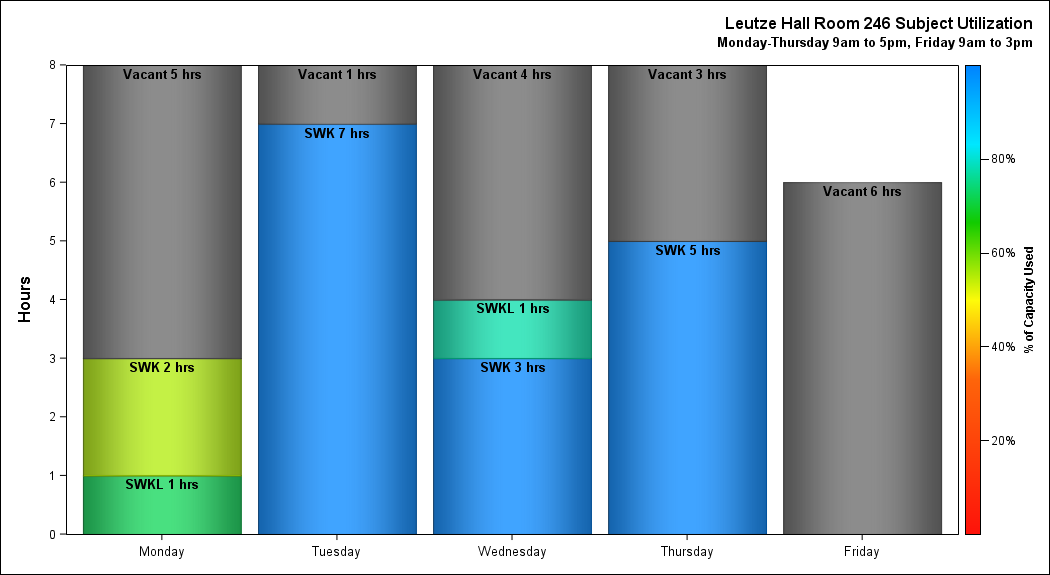 Leutze Hall Room 246 Subject Utilization
Monday-Thursday 9am to 5pm, Friday 9am to 3pm
8
7
6
5
4
3
2
1
0
Hours
Vacant 5 hrs
SWK 2 hrs
SWKL 1 hrs
Vacant 1 hrs
SWK 7 hrs
Vacant 4 hrs
SWKL 1 hrs
SWK 3 hrs
Vacant 3 hrs
SWK 5 hrs
Vacant 6 hrs
Monday
Tuesday
Wednesday
Thursday
Friday
80%
60%
40%
20%
% of Capacity Used